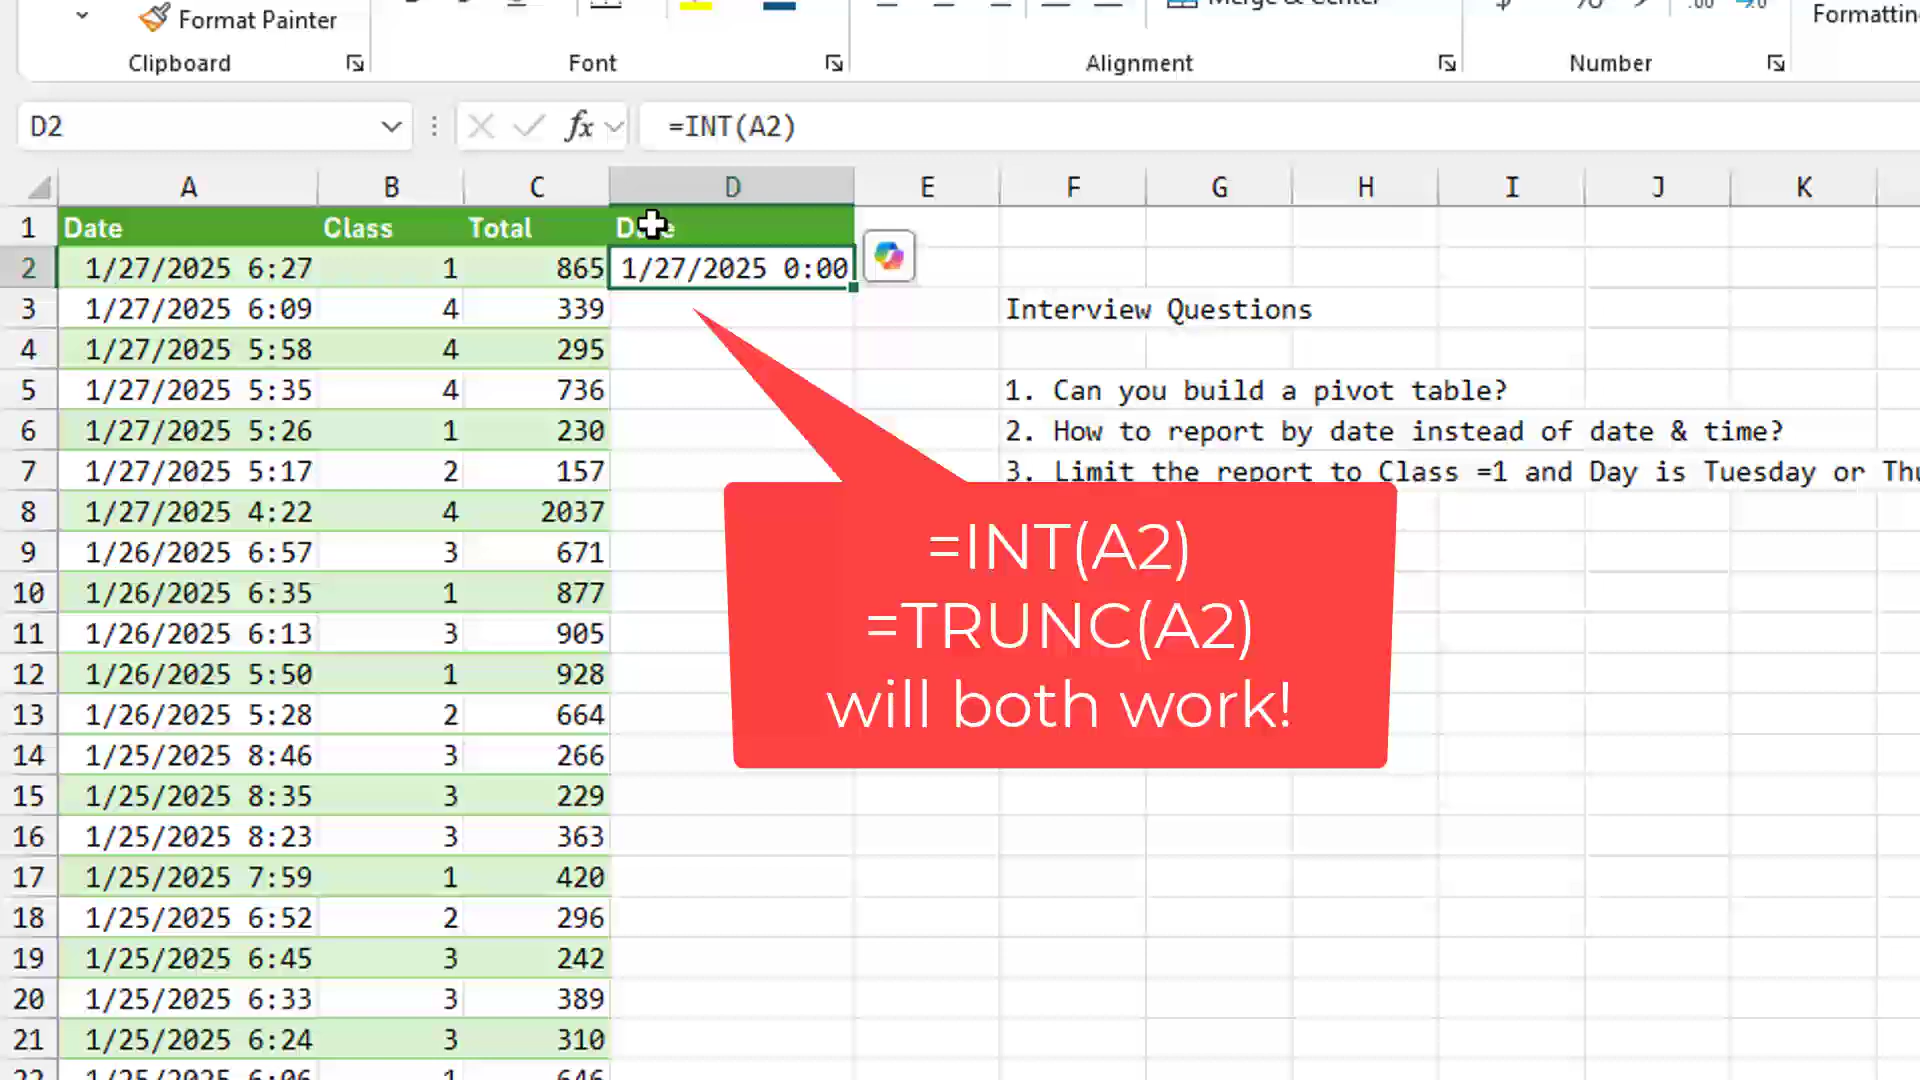 Format Painter
Clipboard
Font
Alignment
Number
Formattin
D2
fx
=INT(A2)
A B C D E F G H I J K
1 Date Class Total
2 1/27/2025 6:27 1 865 1/27/2025 0:00
3 1/27/2025 6:09 4 339 Interview Questions
4 1/27/2025 5:58 4 295
5 1/27/2025 5:35 4 736 1. Can you build a pivot table?
6 1/27/2025 5:26 1 230 2. How to report by date instead of date & time?
7 1/27/2025 5:17 2 157 3. Limit the report to Class =1 and Day is Tuesday or Thu
8 1/27/2025 4:22 4 2037
9 1/26/2025 6:57 3 671
10 1/26/2025 6:35 1 877
11 1/26/2025 6:13 3 905
12 1/26/2025 5:50 1 928
13 1/26/2025 5:28 2 664
14 1/25/2025 8:46 3 266
15 1/25/2025 8:35 3 229
16 1/25/2025 8:23 3 363
17 1/25/2025 7:59 1 420
18 1/25/2025 6:52 2 296
19 1/25/2025 6:45 3 242
20 1/25/2025 6:33 3 389
21 1/25/2025 6:24 3 310
=INT(A2)
=TRUNC(A2)
will both work!